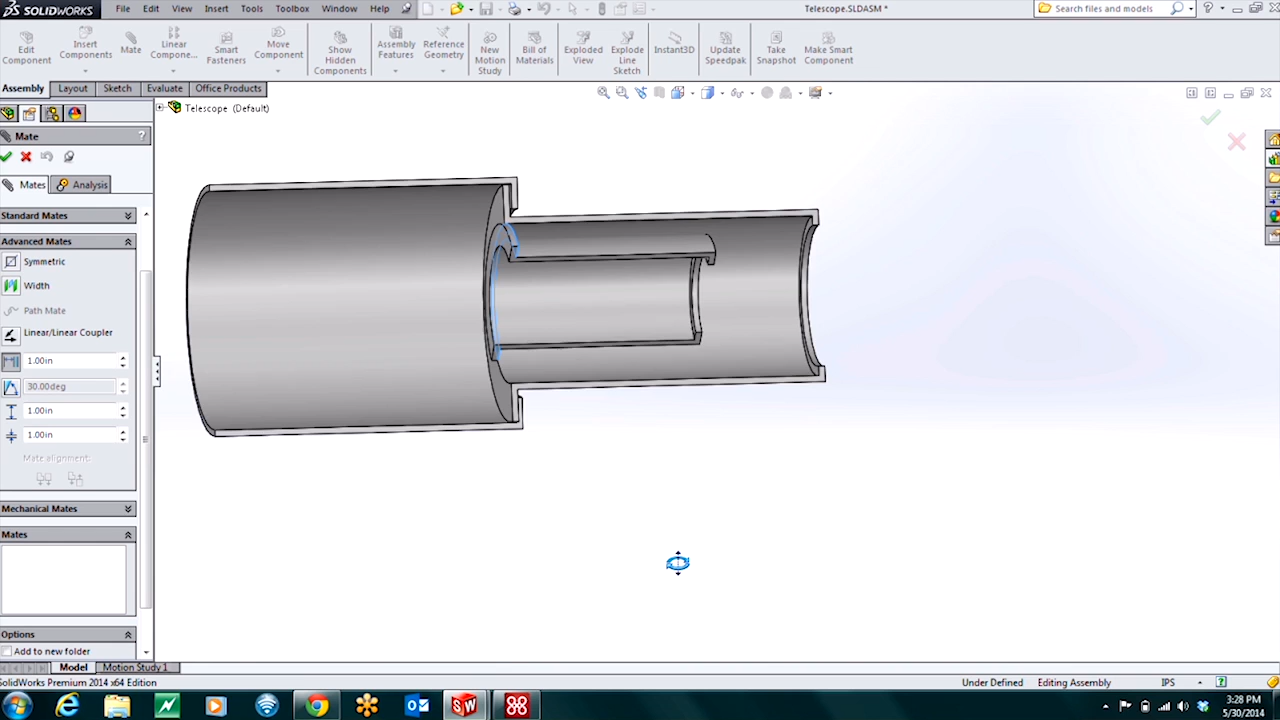 SOLIDWORKS File Edit View Insert Tools Toolbox Window Help Telescope.SLDASM * Search files and models
Edit Component
Insert Components
Mate
Linear Compone...
Smart Fasteners
Move Component
Show Hidden Components
Assembly Features
Reference Geometry
New Motion Study
Bill of Materials
Exploded View
Explode Line Sketch
Instant3D
Update Speedpak
Take Snapshot
Make Smart Component
Assembly Layout Sketch Evaluate Office Products
Telescope (Default)
Mate ?
Mates Analysis
Standard Mates
Advanced Mates
Symmetric
Width
Path Mate
Linear/Linear Coupler
1.00in
30.00deg
1.00in
1.00in
Mate alignment:
Mechanical Mates
Mates
Options
Add to new folder
Model Motion Study 1
SolidWorks Premium 2014 x64 Edition Under Defined Editing Assembly IPS
3:28 PM
5/30/2014